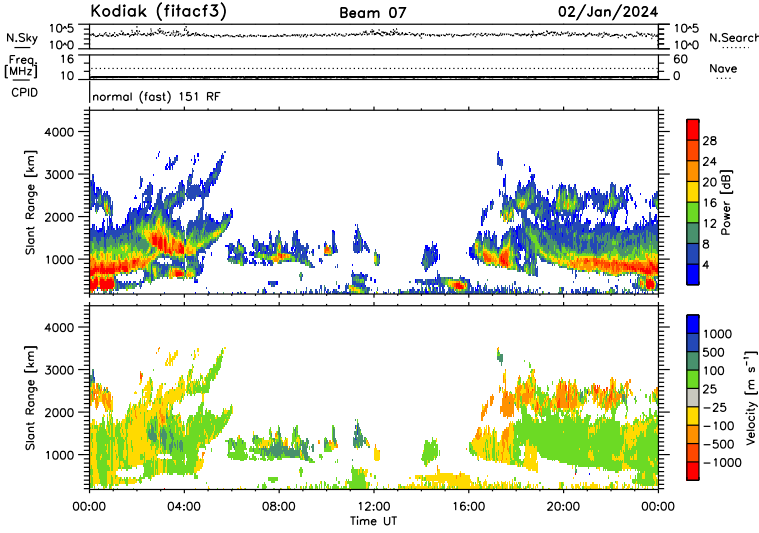 Kodiak (fitacf3) Beam 07 02/Jan/2024
N.Sky 10^5 10^0 10^5 10^0 N.Search
Freq. [MHz] 16 10 60 0 Nave
CPID normal (fast) 151 RF
Slant Range [km] 4000 3000 2000 1000
Power [dB] 28 24 20 16 12 8 4
Slant Range [km] 4000 3000 2000 1000
Velocity [m s⁻¹] 1000 500 100 25 −25 −100 −500 −1000
00:00 04:00 08:00 12:00 16:00 20:00 00:00
Time UT